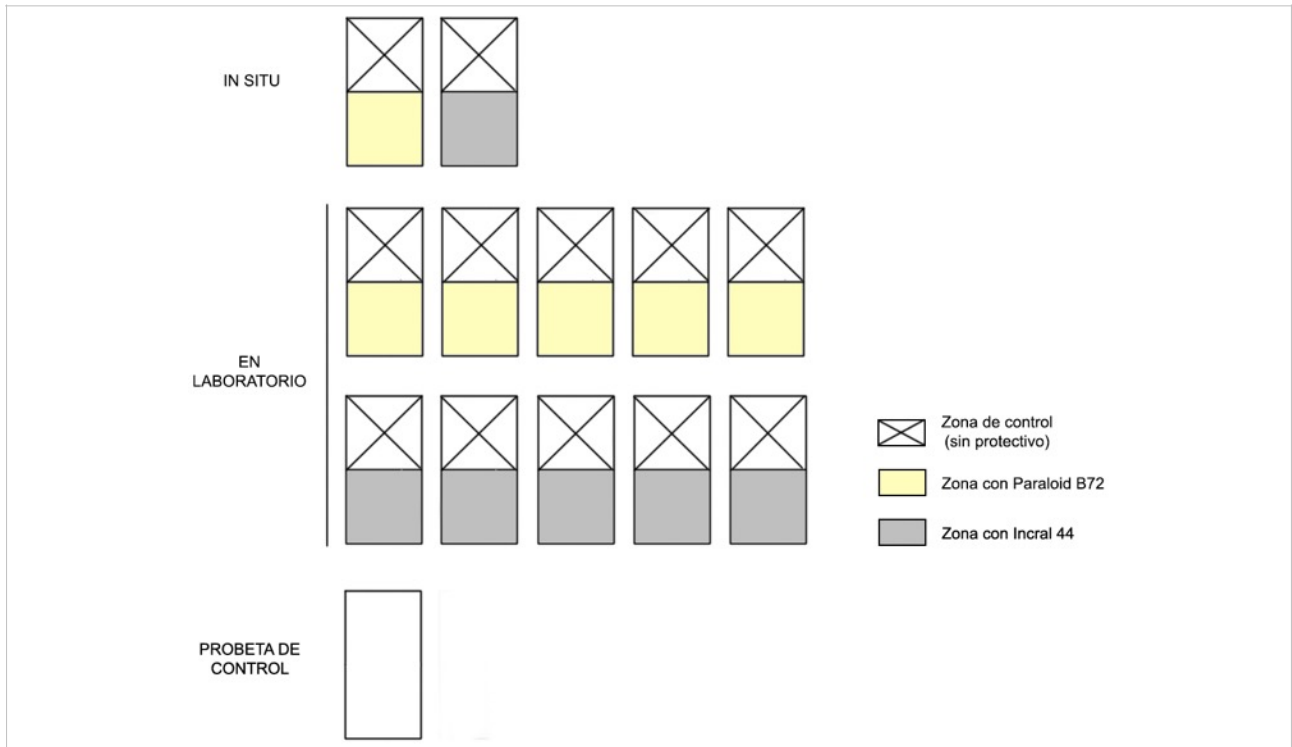 IN SITU
EN
LABORATORIO
Zona de control
(sin protectivo)
Zona con Paraloid B72
Zona con Incral 44
PROBETA DE
CONTROL